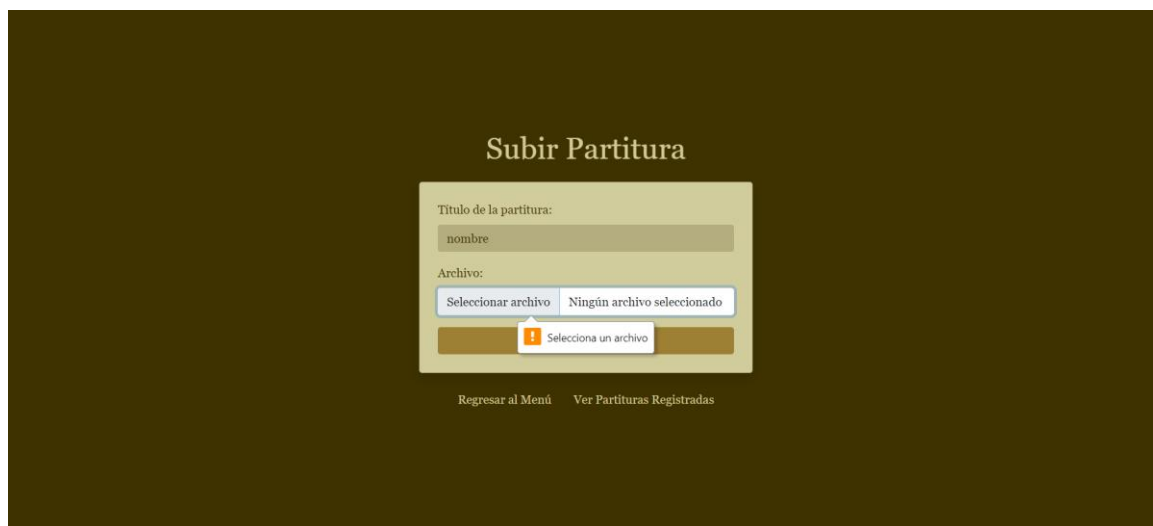 Subir Partitura
Título de la partitura:
nombre
Archivo:
Seleccionar archivo Ningún archivo seleccionado
Selecciona un archivo
Regresar al Menú Ver Partituras Registradas